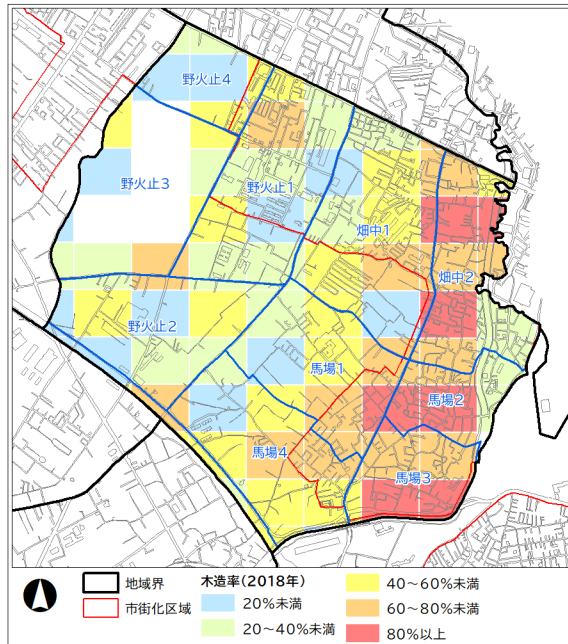 野火止4
野火止3
野火止1
畑中1
畑中2
野火止2
馬場1
馬場2
馬場4
馬場3
地域界
市街化区域
木造率(2018年)
20%未満
20～40%未満
40～60%未満
60～80%未満
80%以上